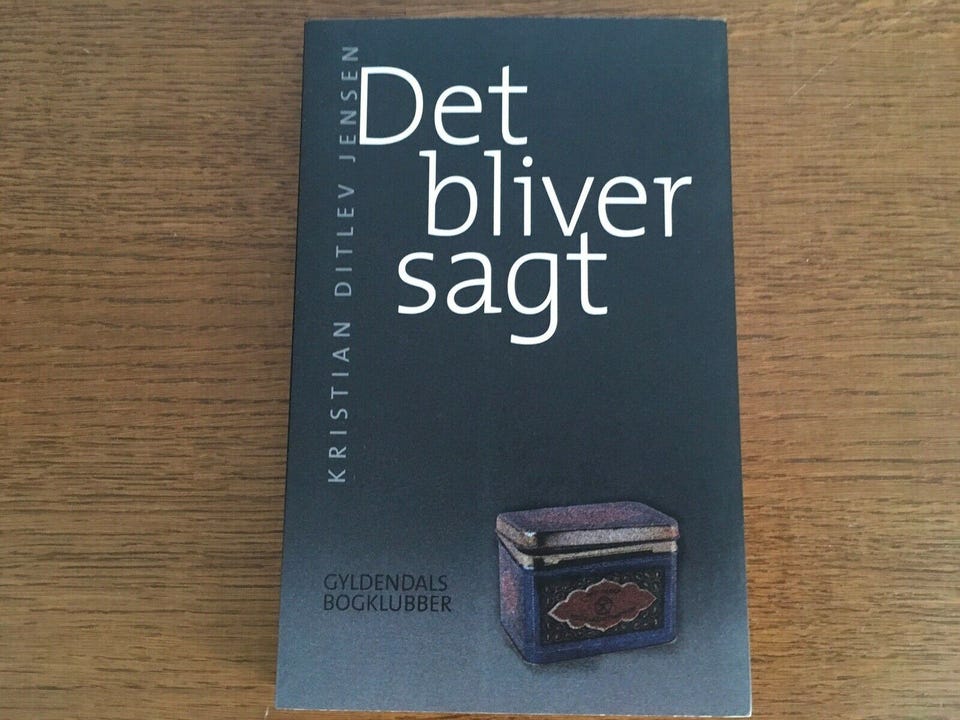 KRISTIAN DITLEV JENSEN
Det
bliver
sagt
GYLDENDALS
BOGKLUBBER